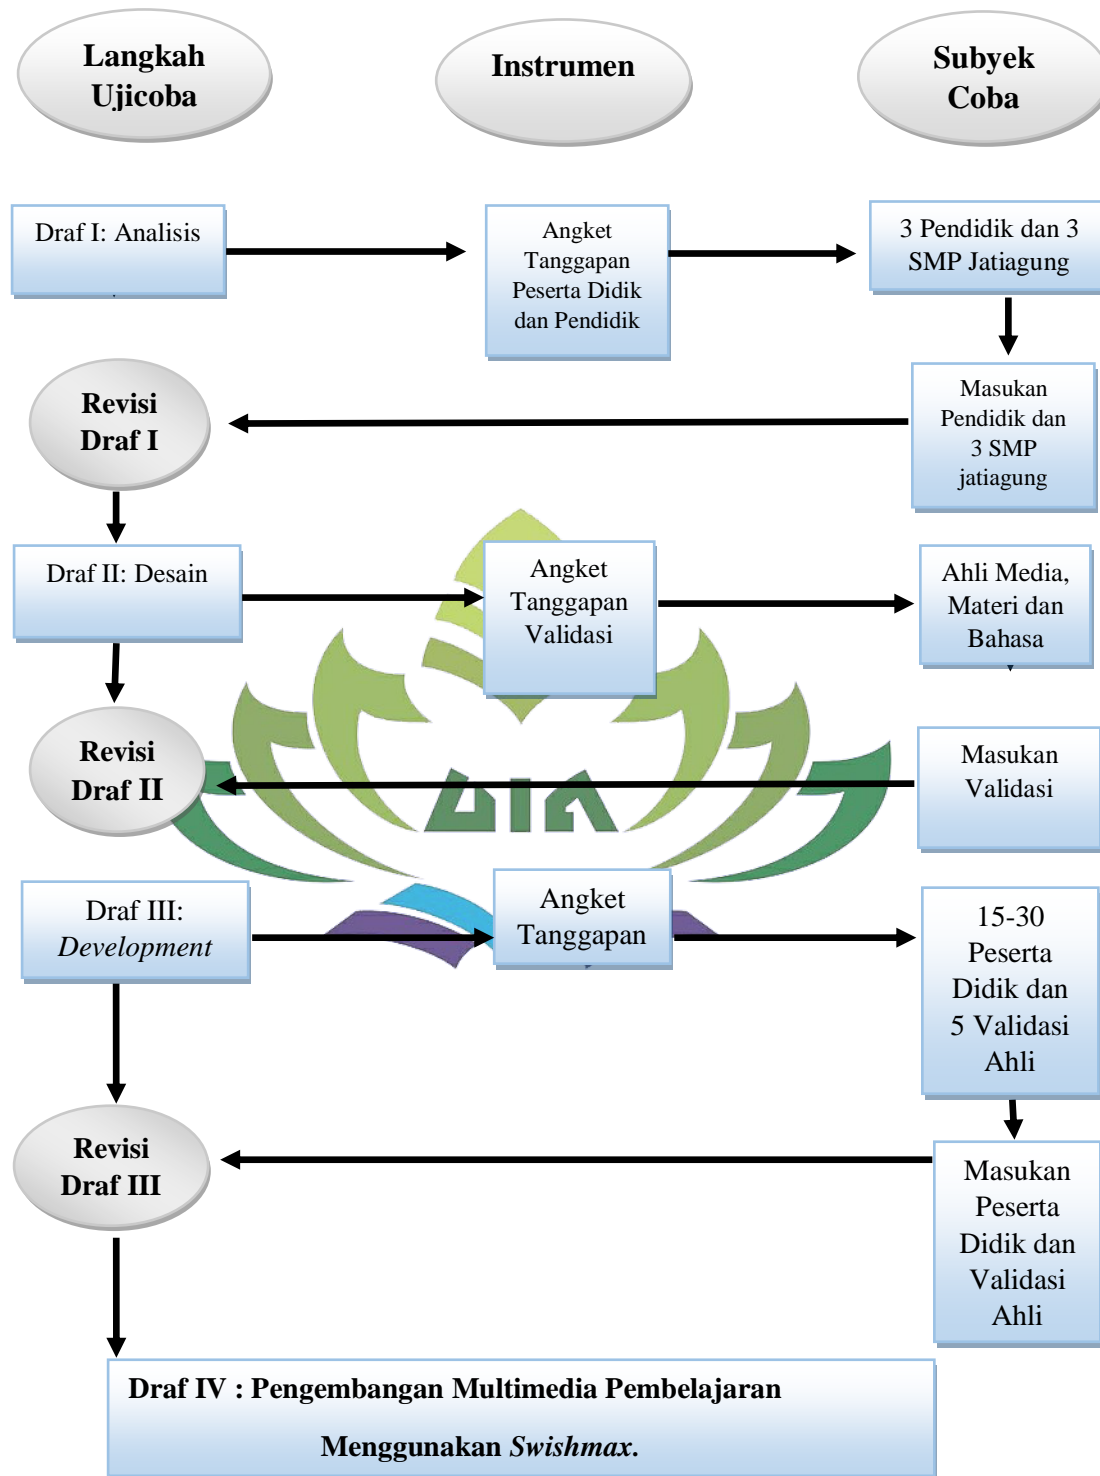 Langkah
Ujicoba
Instrumen
Subyek
Coba
Draf I: Analisis
Angket
Tanggapan
Peserta Didik
dan Pendidik
3 Pendidik dan 3
SMP Jatiagung
Revisi
Draf I
Masukan
Pendidik dan
3 SMP
jatiagung
Draf II: Desain
Angket
Tanggapan
Validasi
Ahli Media,
Materi dan
Bahasa
Revisi
Draf II
Masukan
Validasi
Draf III:
Development
Angket
Tanggapan
15-30
Peserta
Didik dan
5 Validasi
Ahli
Revisi
Draf III
Masukan
Peserta
Didik dan
Validasi
Ahli
Draf IV : Pengembangan Multimedia Pembelajaran
Menggunakan Swishmax.